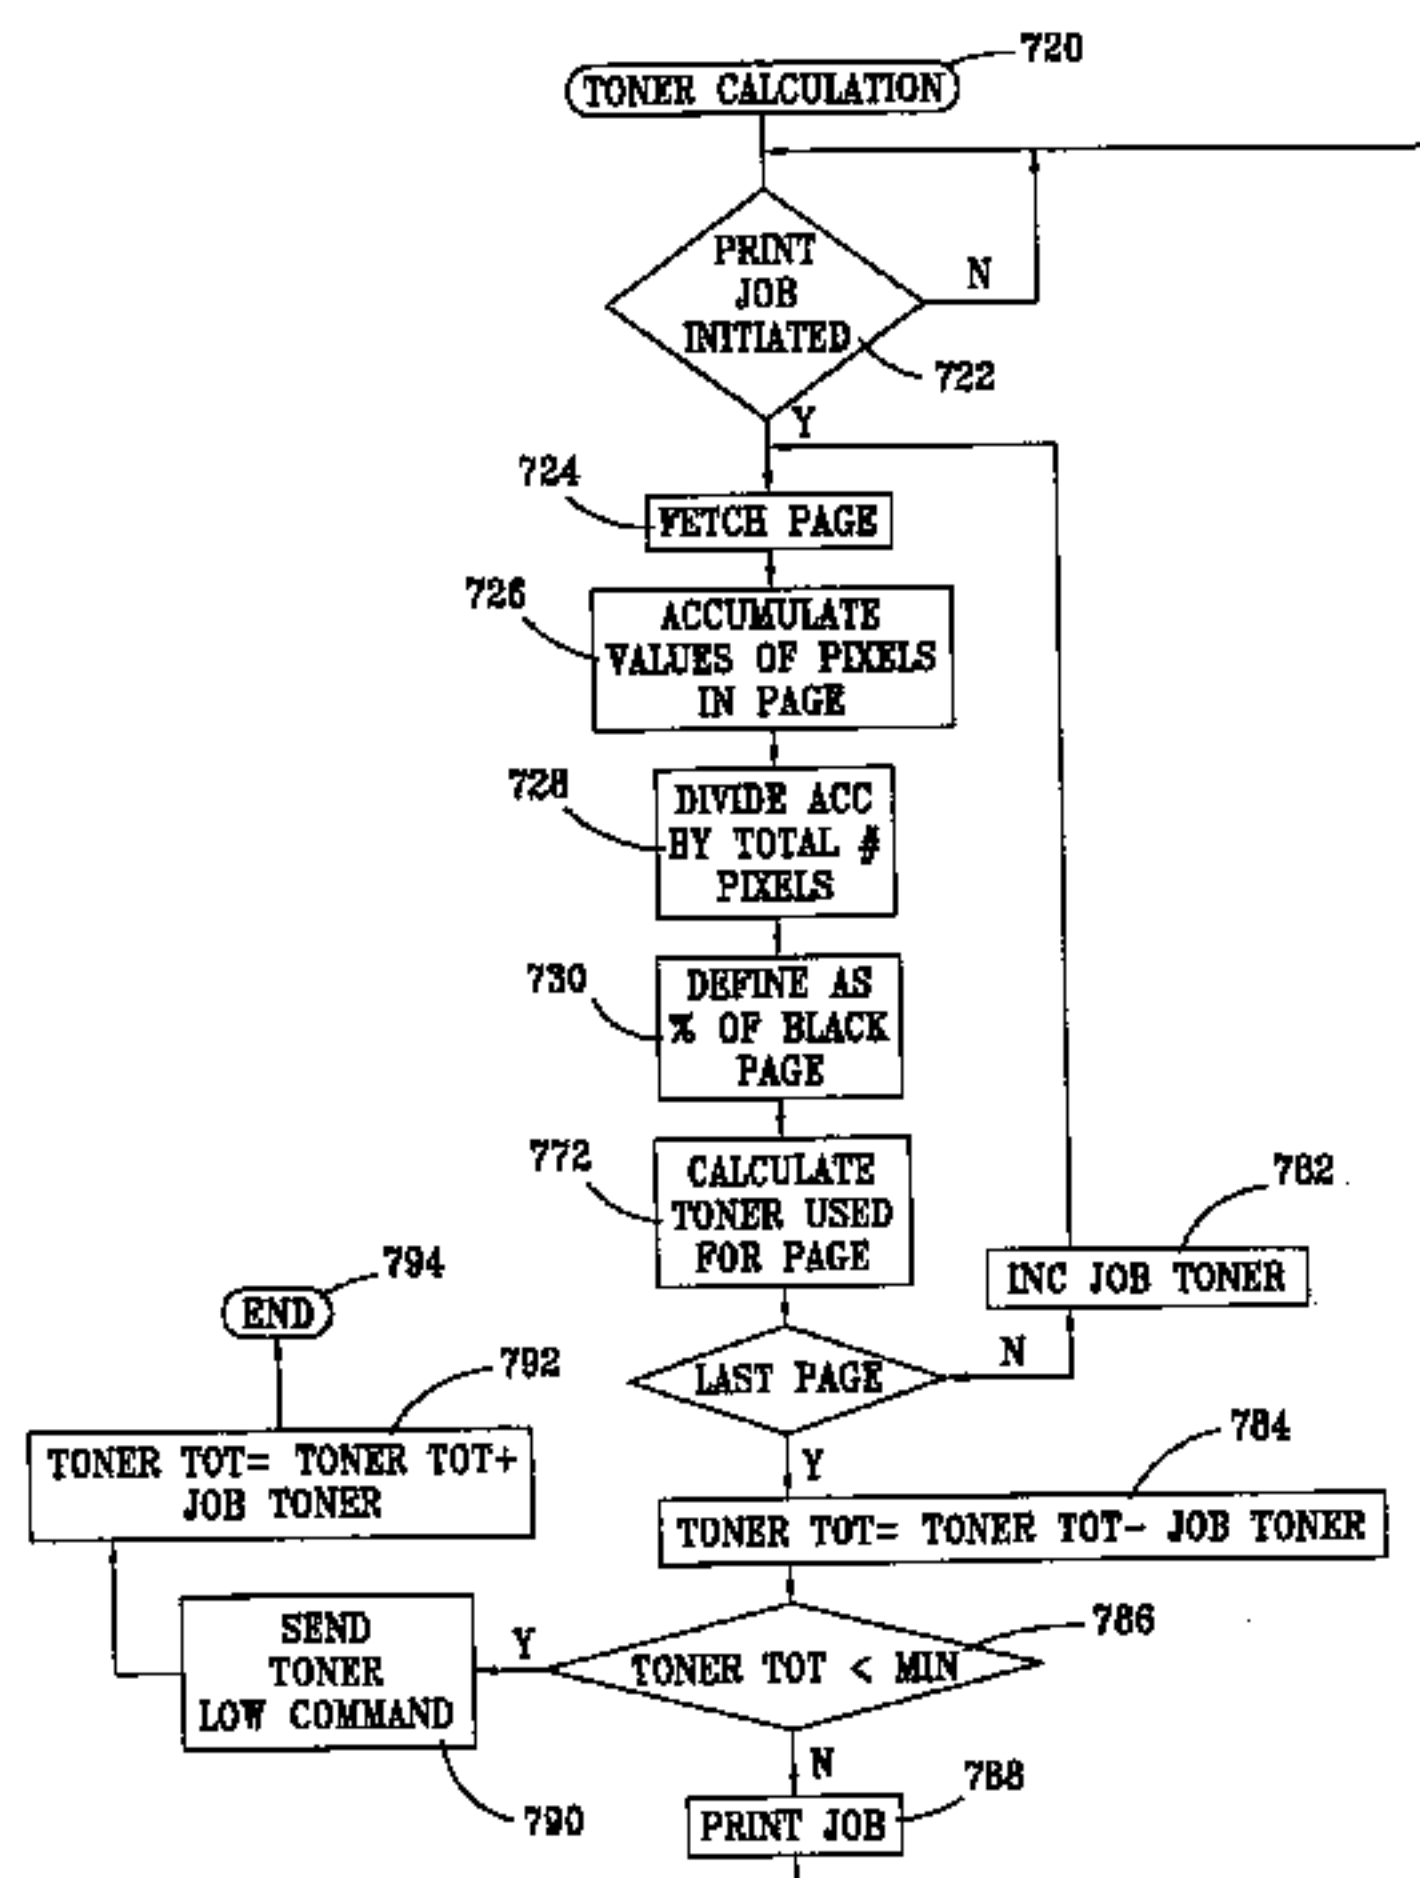 720
TONER CALCULATION
PRINT
JOB
INITIATED
N
722
Y
724
FETCH PAGE
726
ACCUMULATE
VALUES OF PIXELS
IN PAGE
728
DIVIDE ACC
BY TOTAL #
PIXELS
730
DEFINE AS
% OF BLACK
PAGE
772
CALCULATE
TONER USED
FOR PAGE
782
INC JOB TONER
794
END
LAST PAGE
N
792
TONER TOT= TONER TOT+
JOB TONER
Y
784
TONER TOT= TONER TOT- JOB TONER
786
TONER TOT < MIN
Y
SEND
TONER
LOW COMMAND
790
N
788
PRINT JOB